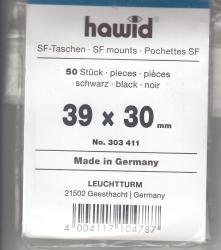 hawid
SF-Taschen · SF mounts · Pochettes SF
50 Stück · pieces · pièces
schwarz · black · noir
39 x 30 mm
No. 303 411
Made in Germany
LEUCHTTURM
21502 Geesthacht | Germany
4 004117 104787